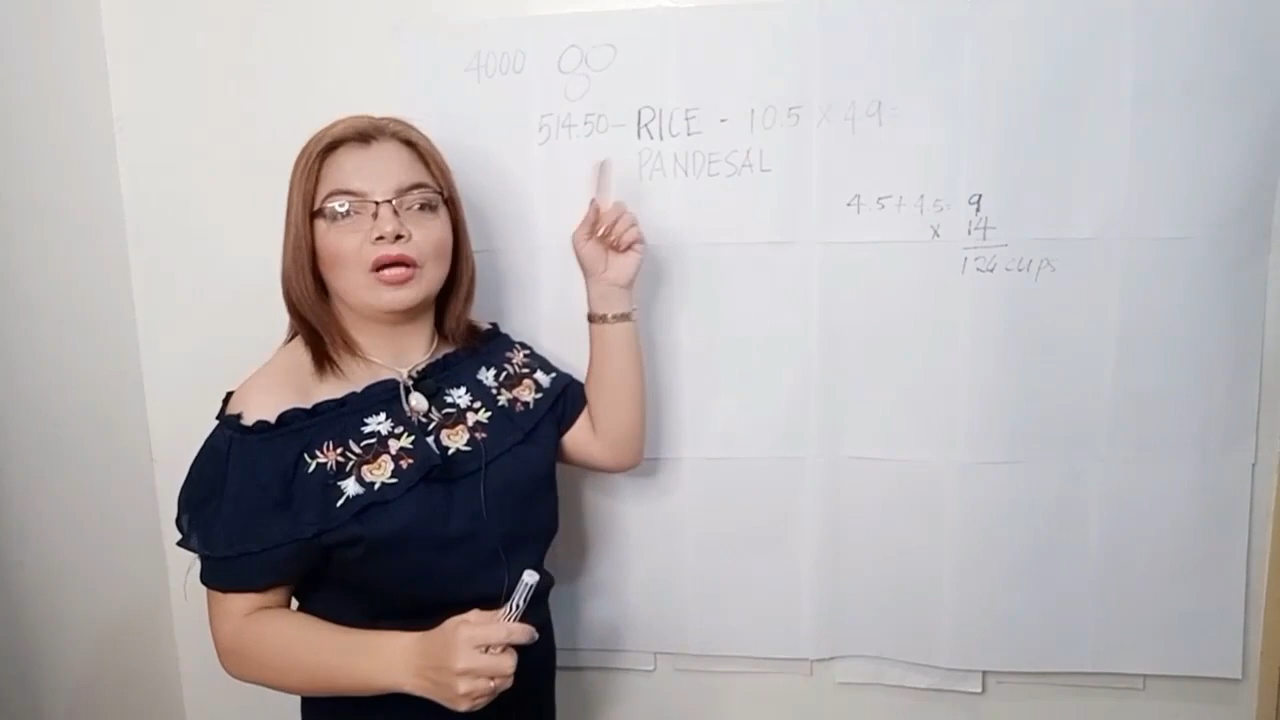 4000
514.50 - RICE - 10.5 X 49 =
PANDESAL
4.5 + 4.5 = 9
x 14
126 cups